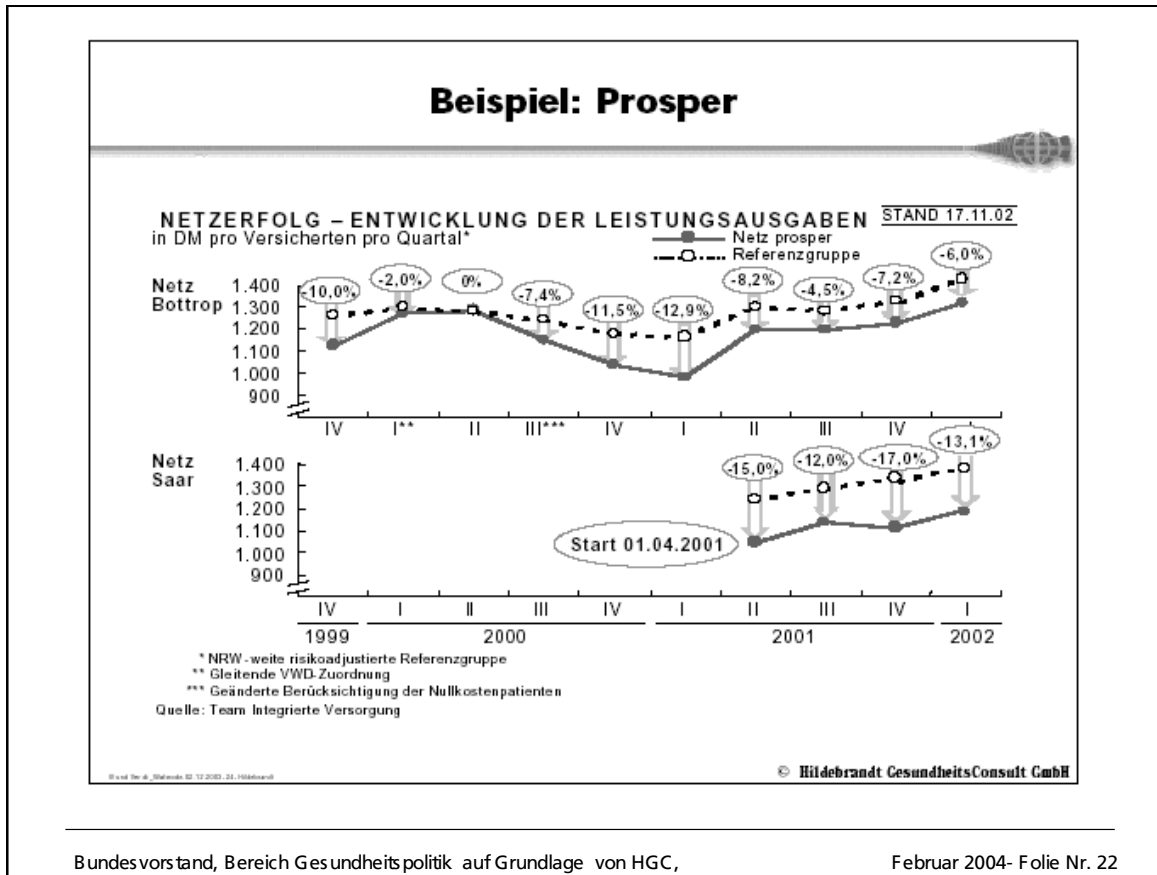 Beispiel: Prosper
NETZERFOLG – ENTWICKLUNG DER LEISTUNGSAUSGABEN
STAND 17.11.02
in DM pro Versicherten pro Quartal*
Netz prosper
Referenzgruppe
Netz
Bottrop
1.400
1.300
1.200
1.100
1.000
900
-10,0%
-2,0%
0%
-7,4%
-11,5%
-12,9%
-8,2%
-4,5%
-7,2%
-6,0%
IV I** II III*** IV I II III IV
Netz
Saar
1.400
1.300
1.200
1.100
1.000
900
-15,0%
-12,0%
-17,0%
-13,1%
Start 01.04.2001
IV I II III IV I II III IV I
1999 2000 2001 2002
* NRW-weite risikoadjustierte Referenzgruppe
** Gleitende VWD-Zuordnung
*** Geänderte Berücksichtigung der Nullkostenpatienten
Quelle: Team Integrierte Versorgung
© Hildebrandt GesundheitsConsult GmbH
Bundesvorstand, Bereich Gesundheitspolitik auf Grundlage von HGC,
Februar 2004- Folie Nr. 22